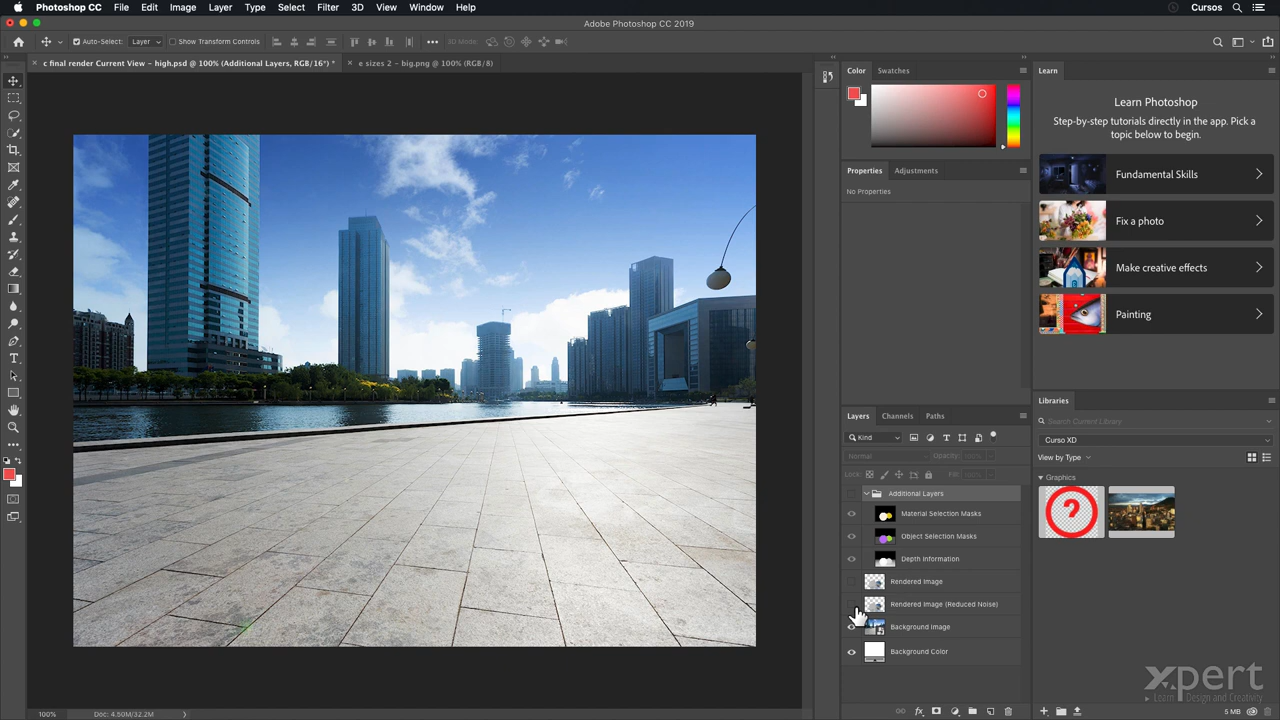 Photoshop CC File Edit Image Layer Type Select Filter 3D View Window Help Cursos
Adobe Photoshop CC 2019
Auto-Select: Layer Show Transform Controls 3D Mode:
c final render Current View – high.psd @ 100% (Additional Layers, RGB/16*) * e sizes 2 – big.png @ 100% (RGB/8)
Color Swatches
Learn
Learn Photoshop
Step-by-step tutorials directly in the app. Pick a
topic below to begin.
Fundamental Skills
Fix a photo
Make creative effects
Painting
Properties Adjustments
No Properties
Libraries
Search Current Library
Curso XD
View by Type
Graphics
?
Layers Channels Paths
Kind
Normal Opacity: 100%
Lock: Fill: 100%
Additional Layers
Material Selection Masks
Object Selection Masks
Depth Information
Rendered Image
Rendered Image (Reduced Noise)
Background Image
Background Color
xpert
Learn Design and Creativity
100% Doc: 4.50M/32.2M
5 MB